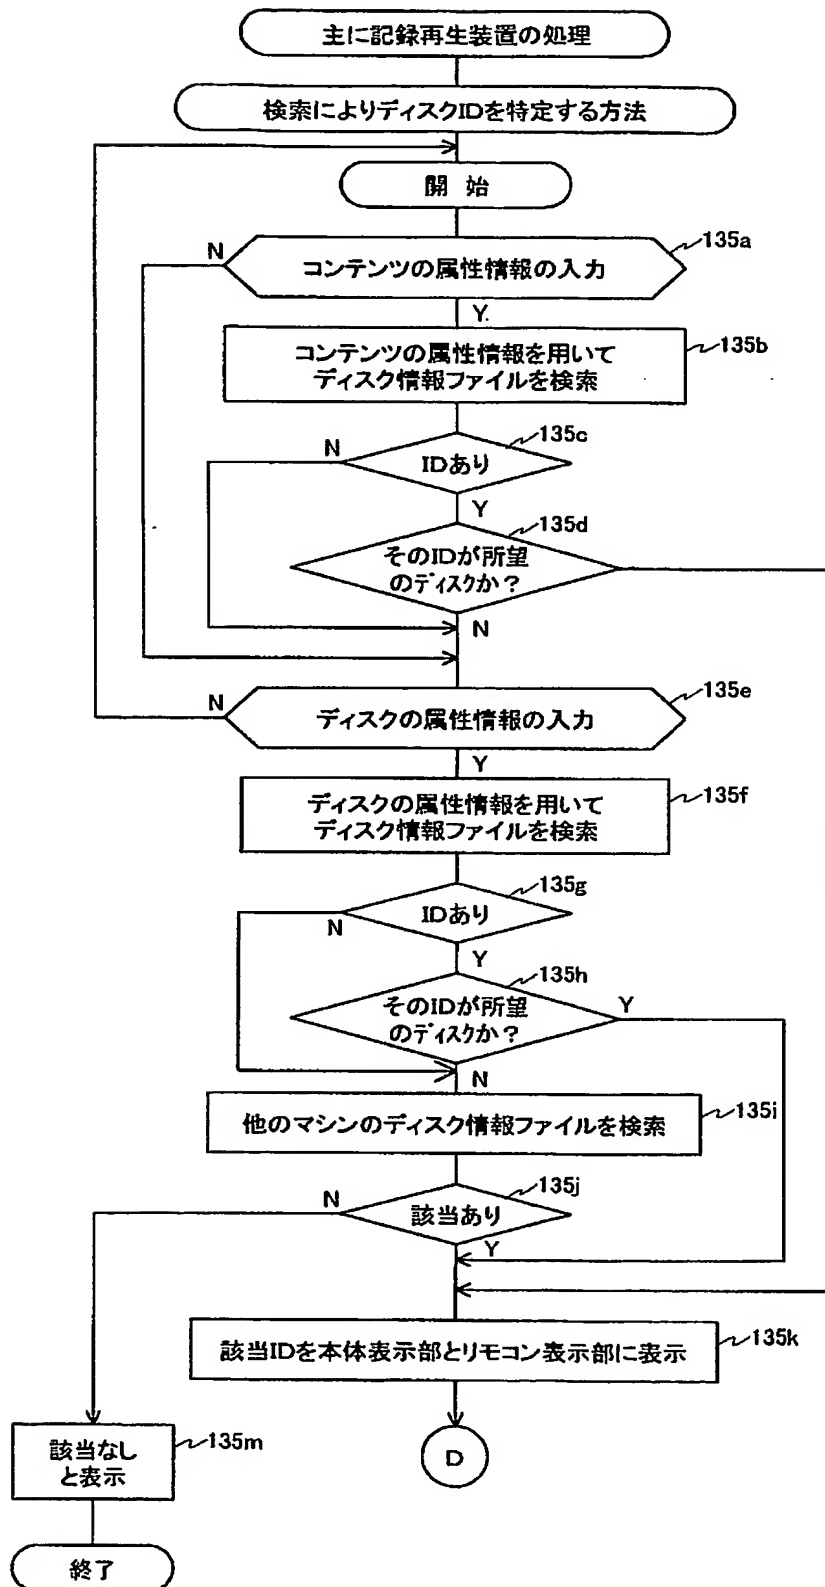 主に記録再生装置の処理
検索によりディスクIDを特定する方法
開 始
N
コンテンツの属性情報の入力
135a
Y
コンテンツの属性情報を用いて
ディスク情報ファイルを検索
135b
N
IDあり
135c
Y
135d
そのIDが所望
のディスクか？
N
N
ディスクの属性情報の入力
135e
Y
ディスクの属性情報を用いて
ディスク情報ファイルを検索
135f
IDあり
135g
N
Y
135h
そのIDが所望
のディスクか？
Y
N
他のマシンのディスク情報ファイルを検索
135i
N
該当あり
135j
Y
該当IDを本体表示部とリモコン表示部に表示
135k
該当なし
と表示
135m
D
終了